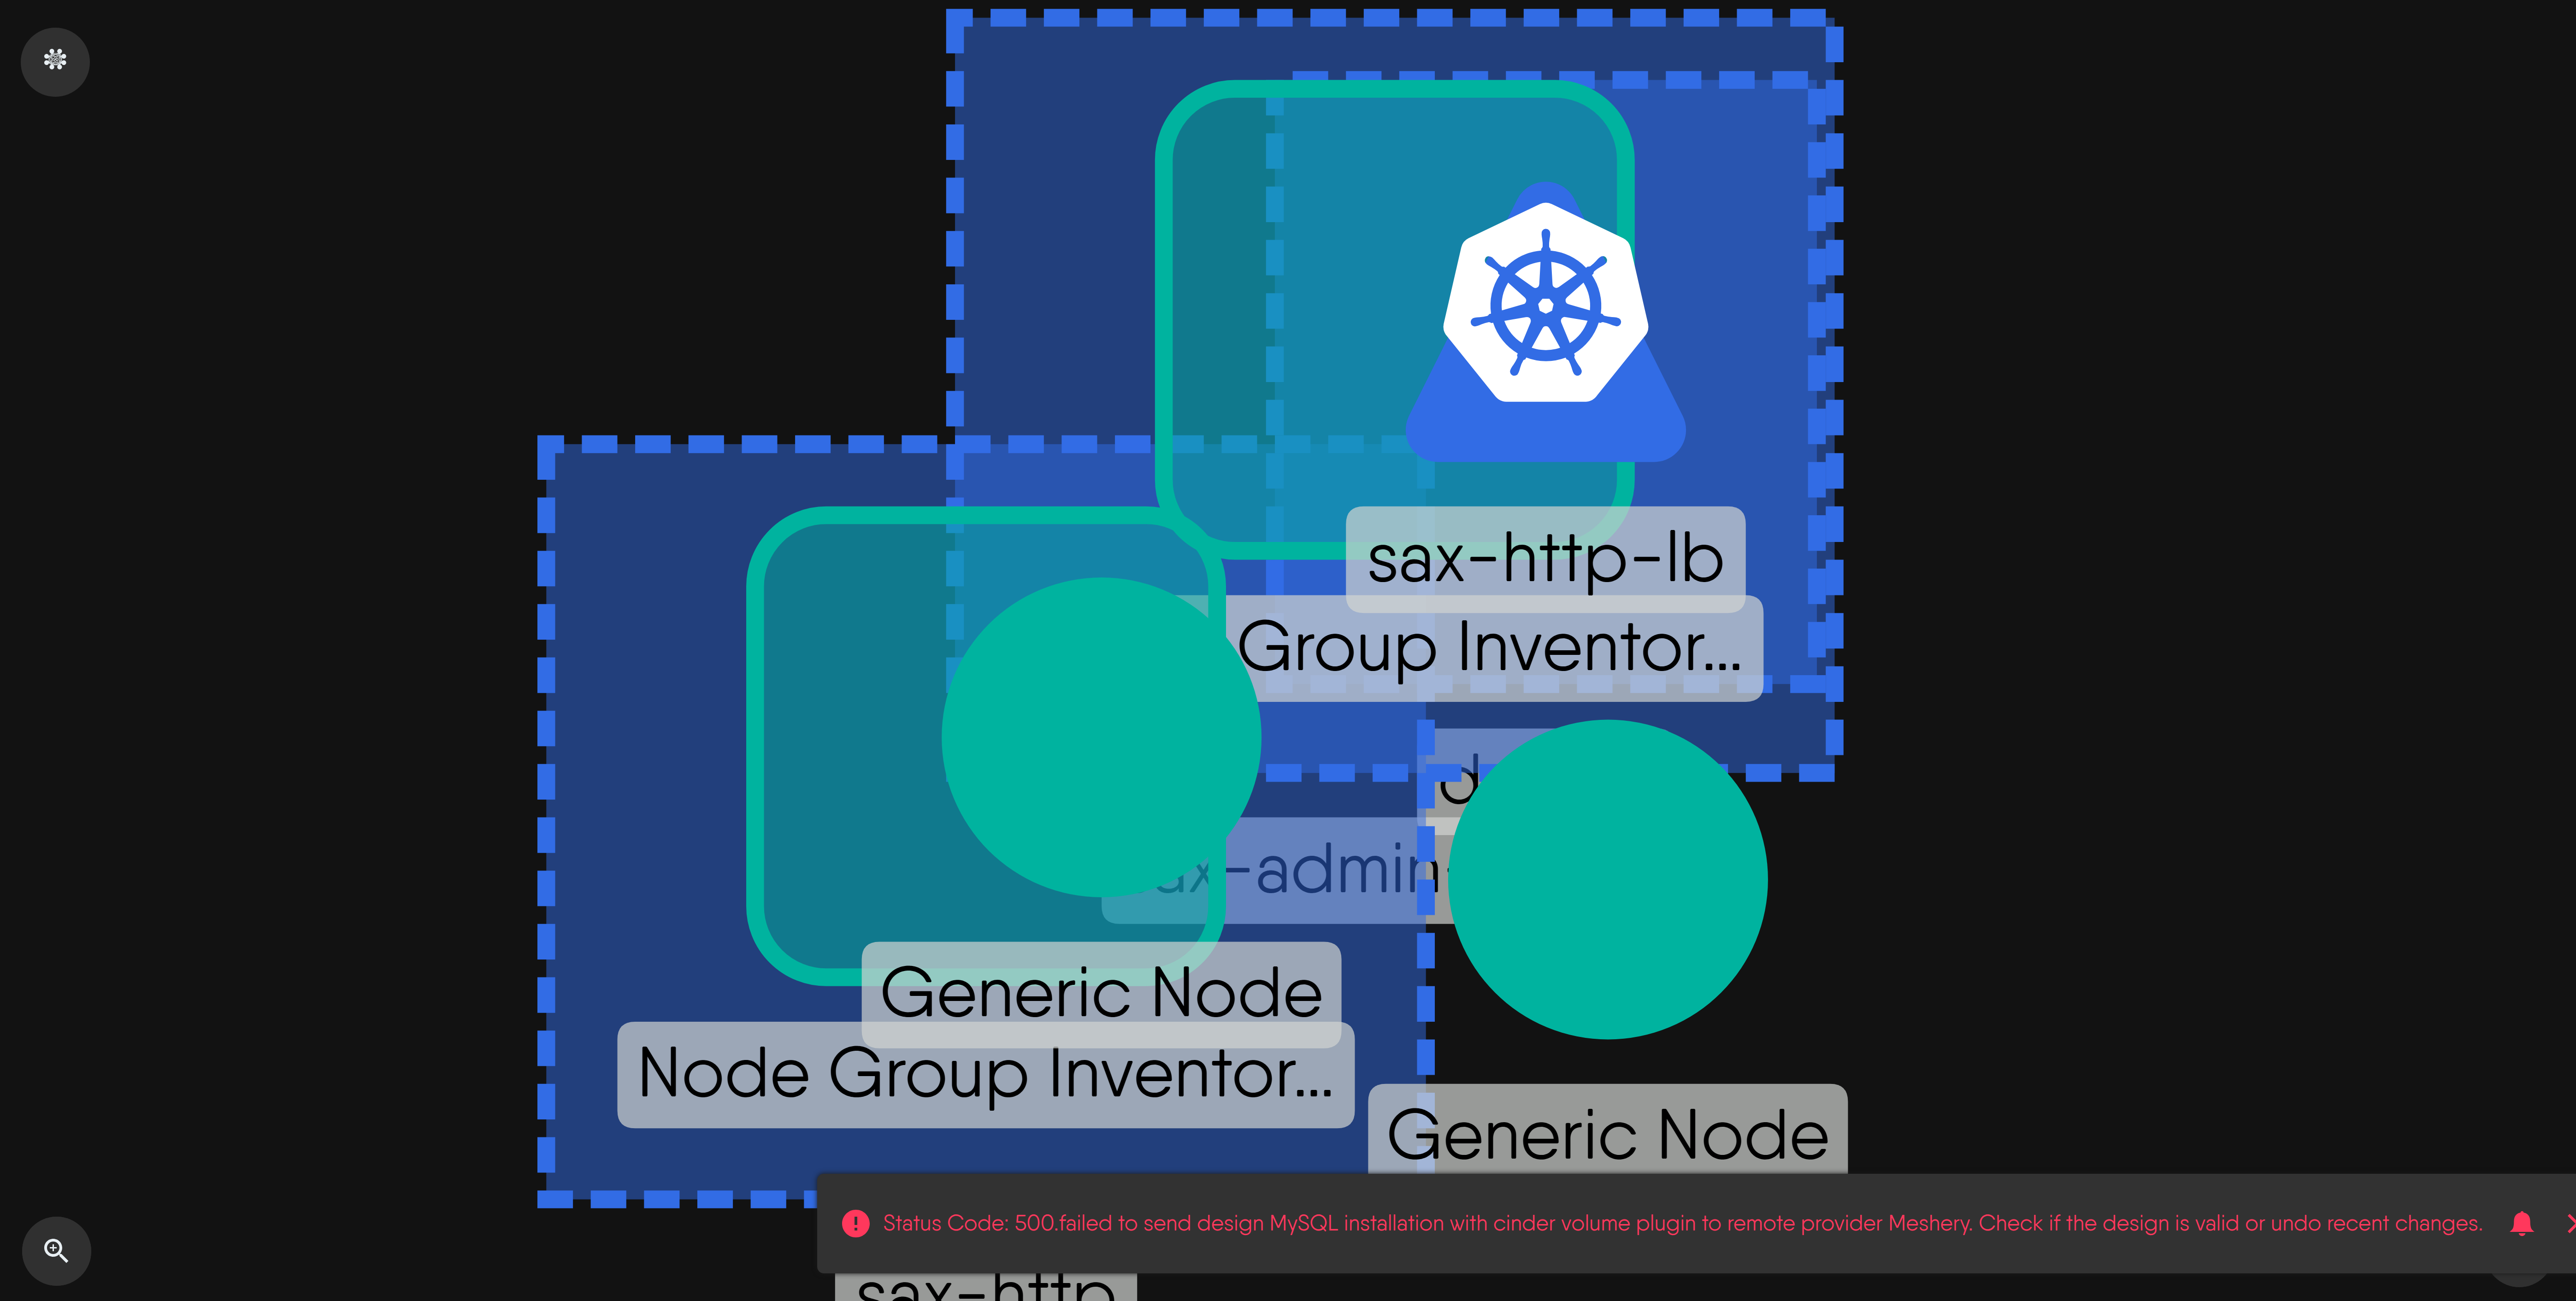 sax-http-lb
Group Inventor...
-admin
Generic Node
Node Group Inventor...
Generic Node
Status Code: 500.failed to send design MySQL installation with cinder volume plugin to remote provider Meshery. Check if the design is valid or undo recent changes.
sax-http